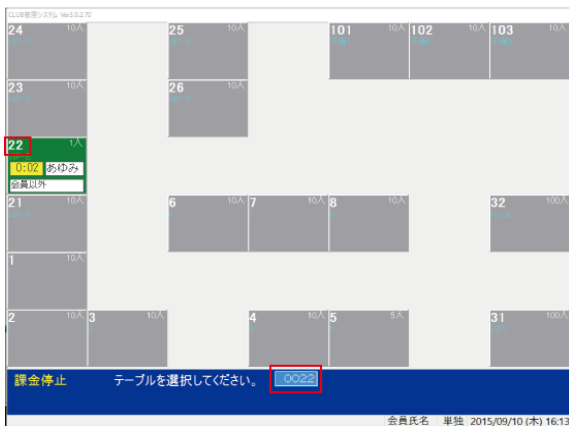 CLUB管理システム Ver3.0.2.70
24 10人
25 10人
101 10人 102 10人 103 10人
23 10人
26 10人
22 1人
0:02 あゆみ
会員以外
21 10人
6 10人 7 10人 8 10人
32 100人
1 10人
2 10人 3 10人
4 10人 5 5人
31 100人
課金停止 テーブルを選択してください。 0022
会員氏名 単独 2015/09/10 (木) 16:13